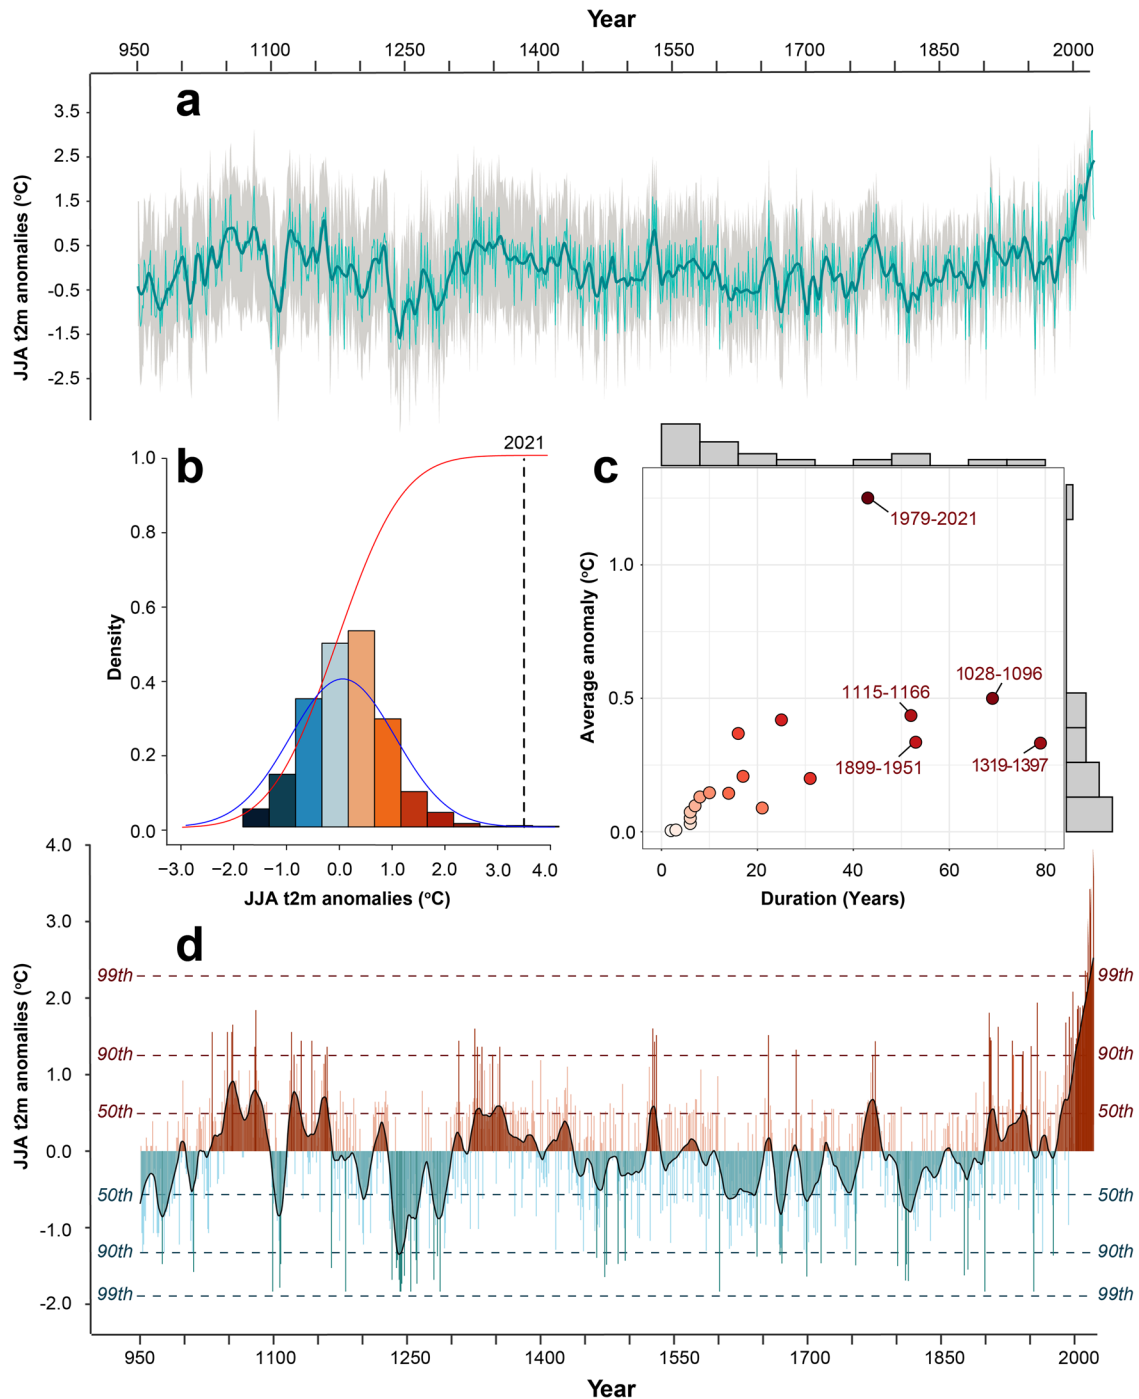 Year
950 1100 1250 1400 1550 1700 1850 2000
a
JJA t2m anomalies (°C)
3.5
2.5
1.5
0.5
-0.5
-1.5
-2.5
b
2021
Density
1.0
0.8
0.6
0.4
0.2
0.0
−3.0 −2.0 −1.0 0.0 1.0 2.0 3.0 4.0
JJA t2m anomalies (°C)
c
Average anomaly (°C)
1.0
0.5
0.0
1979-2021
1028-1096
1115-1166
1899-1951
1319-1397
0 20 40 60 80
Duration (Years)
d
JJA t2m anomalies (°C)
4.0
3.0
2.0
1.0
0.0
-1.0
-2.0
99th 99th
90th 90th
50th 50th
50th 50th
90th 90th
99th 99th
950 1100 1250 1400 1550 1700 1850 2000
Year